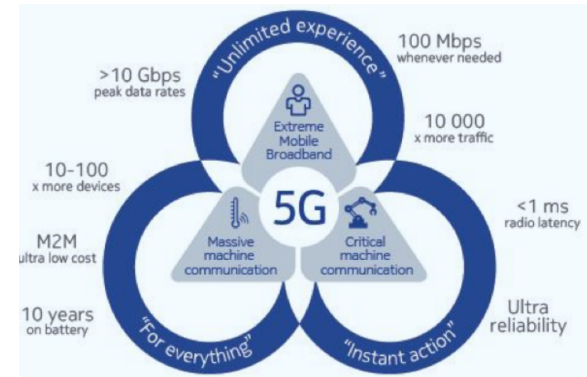 "Unlimited experience"
>10 Gbps
peak data rates
100 Mbps
whenever needed
Extreme
Mobile
Broadband
10 000
x more traffic
10-100
x more devices
5G
<1 ms
radio latency
Massive
machine
communication
Critical
machine
communication
M2M
ultra low cost
10 years
on battery
Ultra
reliability
"For everything"
"Instant action"